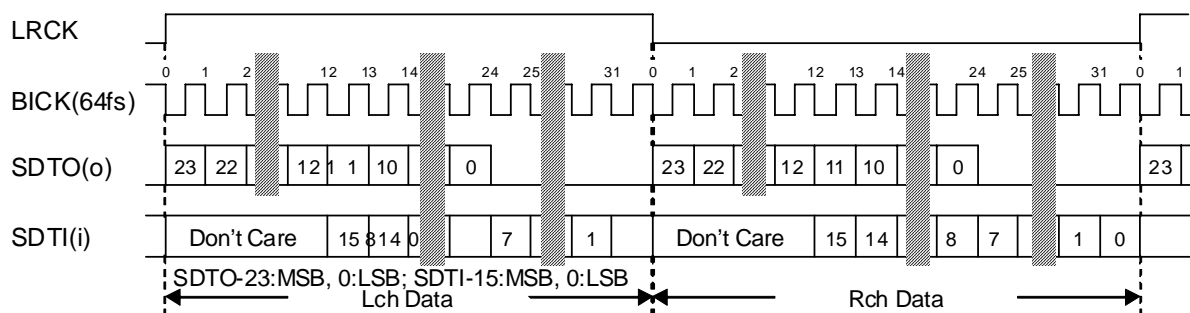 LRCK
0 1 2 12 13 14 24 25 31 0 1 2 12 13 14 24 25 31 0 1
BICK(64fs)
SDTO(o) 23 22 12 1 1 10 0 23 22 12 11 10 0 23
SDTI(i) Don't Care 15 8 14 0 7 1 Don't Care 15 14 8 7 1 0
SDTO-23:MSB, 0:LSB; SDTI-15:MSB, 0:LSB
Lch Data Rch Data